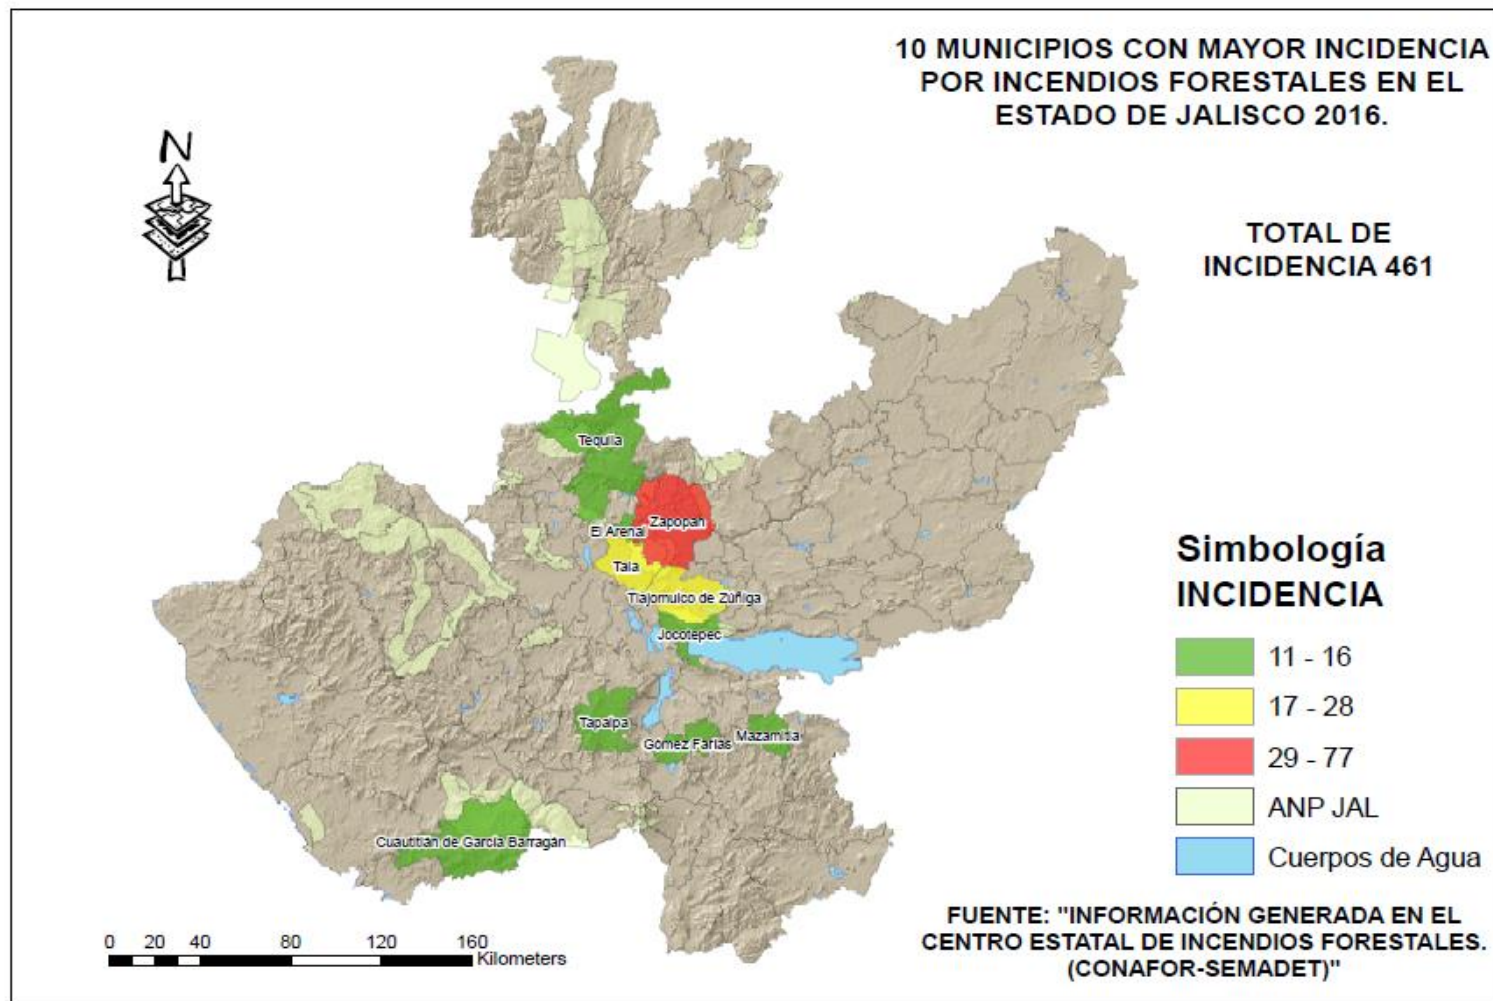 10 MUNICIPIOS CON MAYOR INCIDENCIA
POR INCENDIOS FORESTALES EN EL
ESTADO DE JALISCO 2016.
N
TOTAL DE
INCIDENCIA 461
Tequila
El Arenal
Zapopan
Tala
Tlajomulco de Zúñiga
Jocotepec
Tapalpa
Gómez Farías
Mazamitla
Cuautitlán de García Barragán
Simbología
INCIDENCIA
11 - 16
17 - 28
29 - 77
ANP JAL
Cuerpos de Agua
0 20 40 80 120 160
Kilometers
FUENTE: "INFORMACIÓN GENERADA EN EL
CENTRO ESTATAL DE INCENDIOS FORESTALES.
(CONAFOR-SEMADET)"